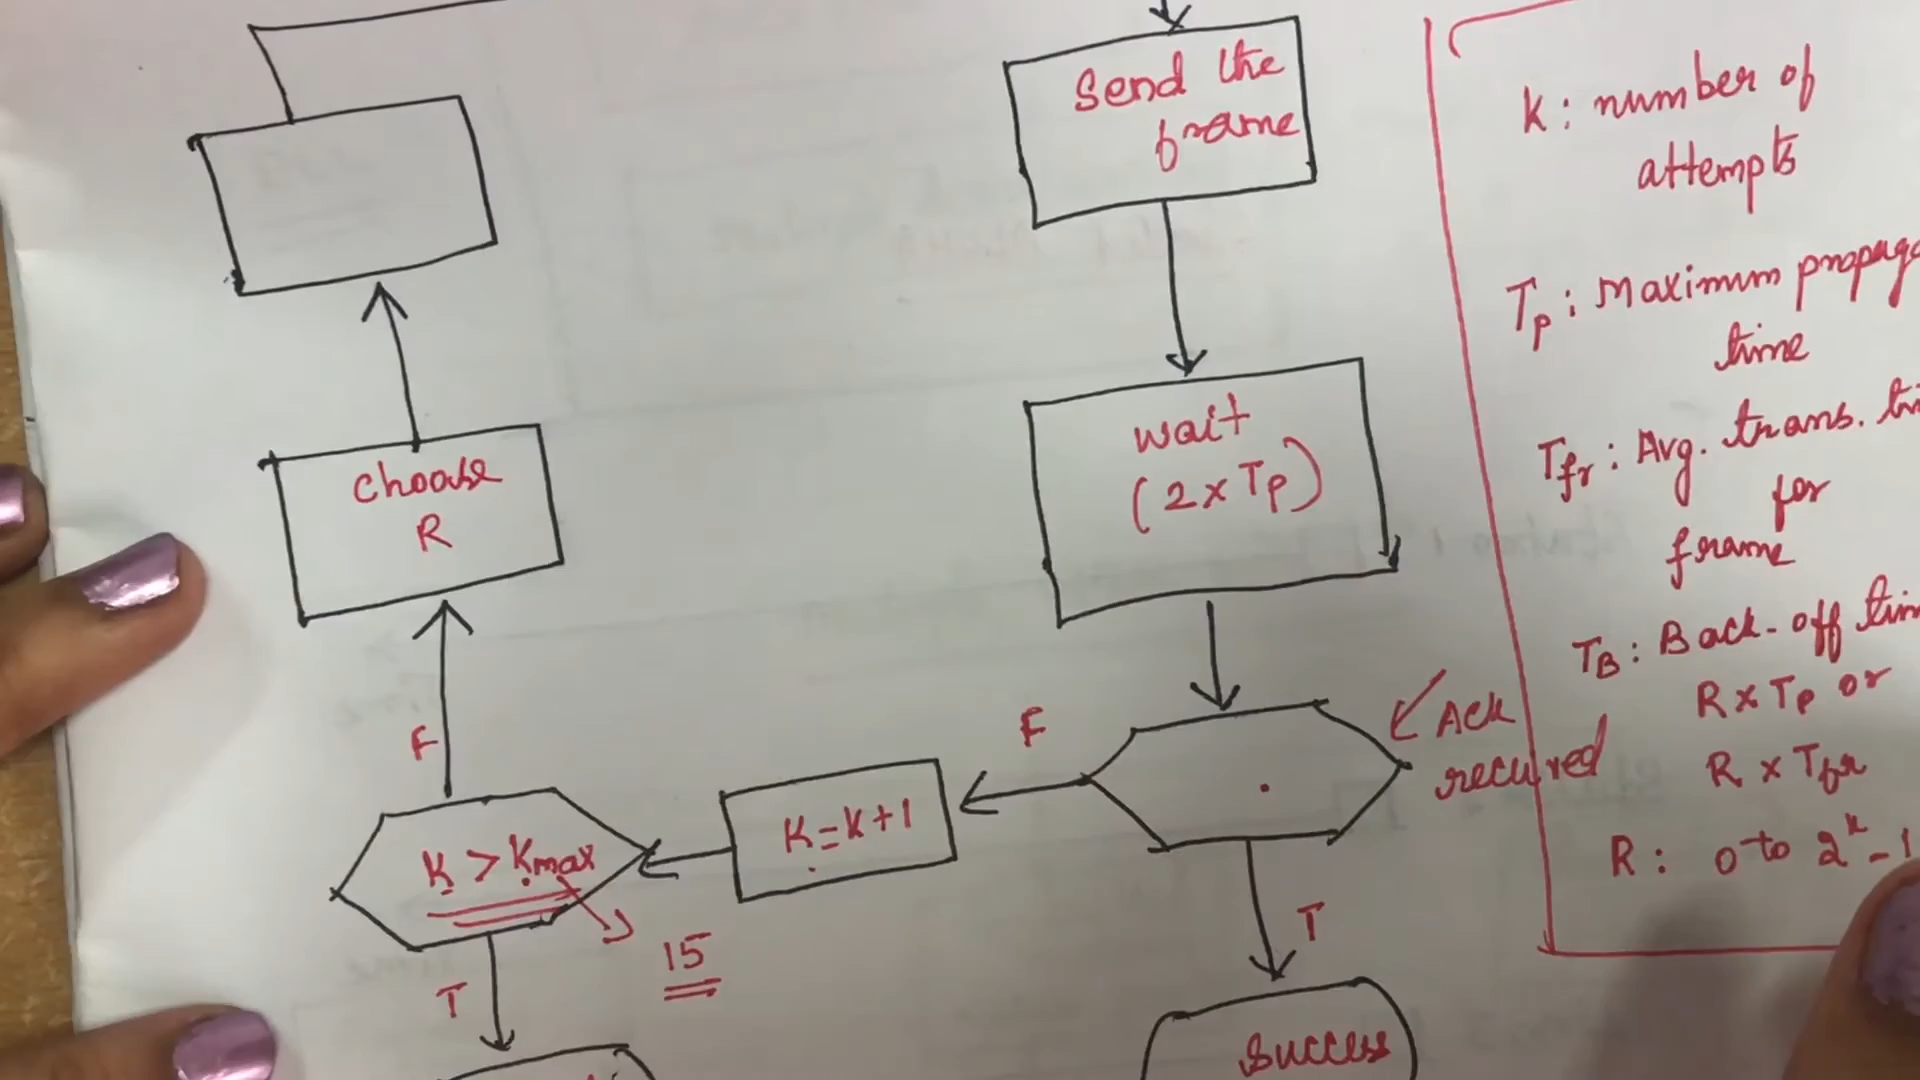 Send the
frame
wait
(2 x Tp)
Ack
recurred
F
T
Success
K=k+1
K > Kmax
15
F
T
choose
R
K: number of
attempts
Tp: Maximum
time
Tfr: Avg. trans.
for
frame
TB: Back-off
R x Tp or
R x Tfr
R: 0 to 2^k-1